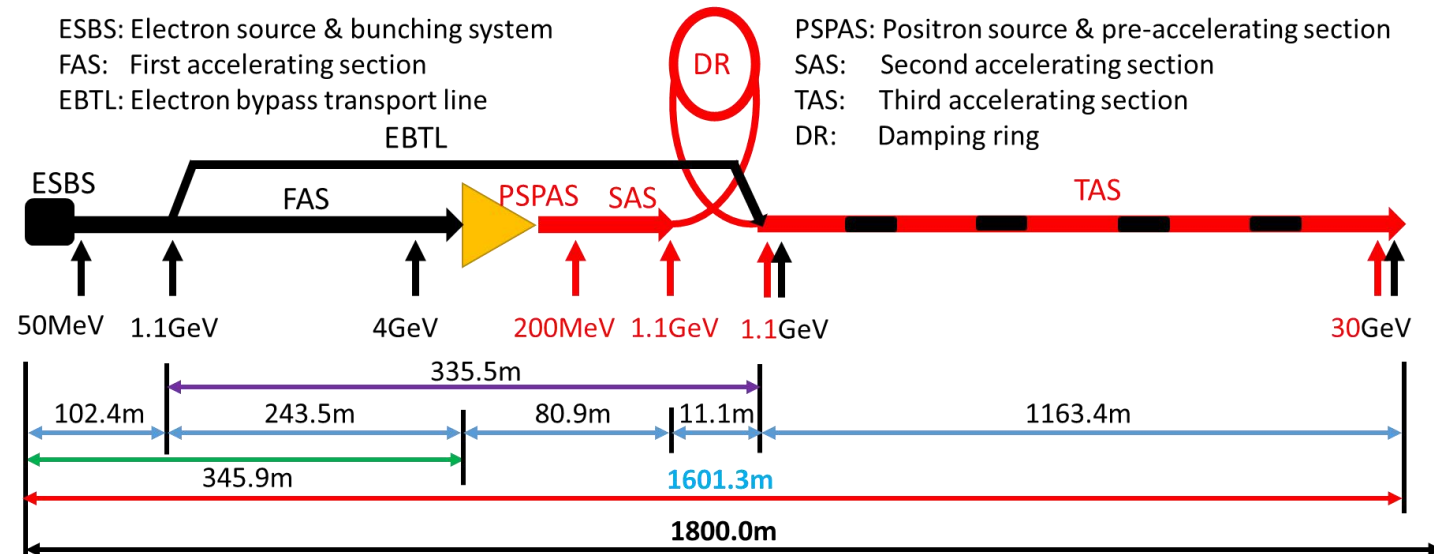 ESBS: Electron source & bunching system
FAS: First accelerating section
EBTL: Electron bypass transport line
PSPAS: Positron source & pre-accelerating section
SAS: Second accelerating section
TAS: Third accelerating section
DR: Damping ring
DR
EBTL
ESBS
FAS
PSPAS
SAS
TAS
50MeV
1.1GeV
4GeV
200MeV
1.1GeV
1.1GeV
30GeV
335.5m
102.4m
243.5m
80.9m
11.1m
1163.4m
345.9m
1601.3m
1800.0m